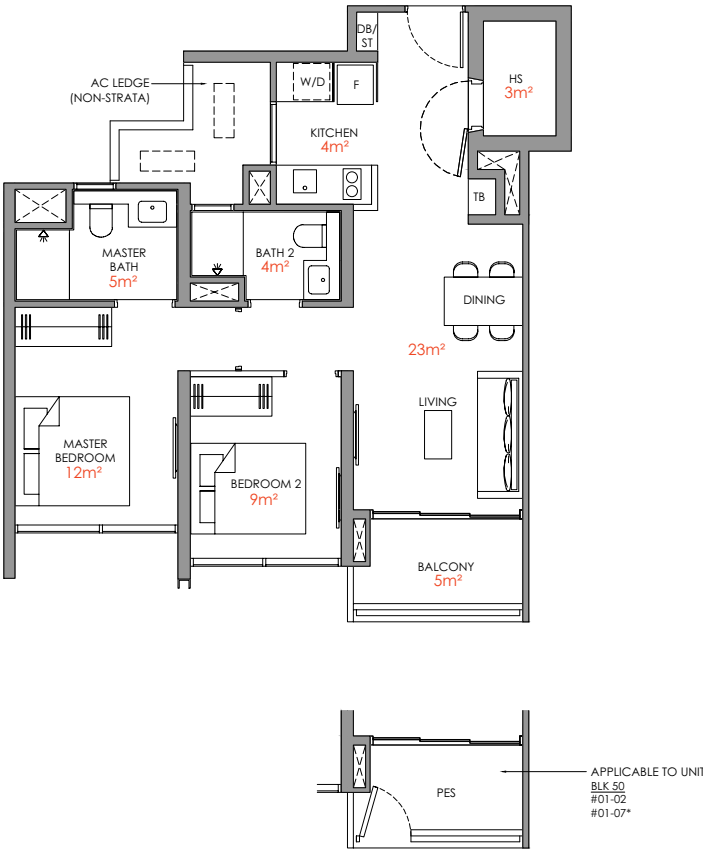 DB/
ST
HS
3m²
AC LEDGE
(NON-STRATA)
W/D
F
KITCHEN
4m²
TB
MASTER
BATH
5m²
BATH 2
4m²
DINING
23m²
LIVING
MASTER
BEDROOM
12m²
BEDROOM 2
9m²
BALCONY
5m²
PES
APPLICABLE TO UNIT
BLK 50
#01-02
#01-07*